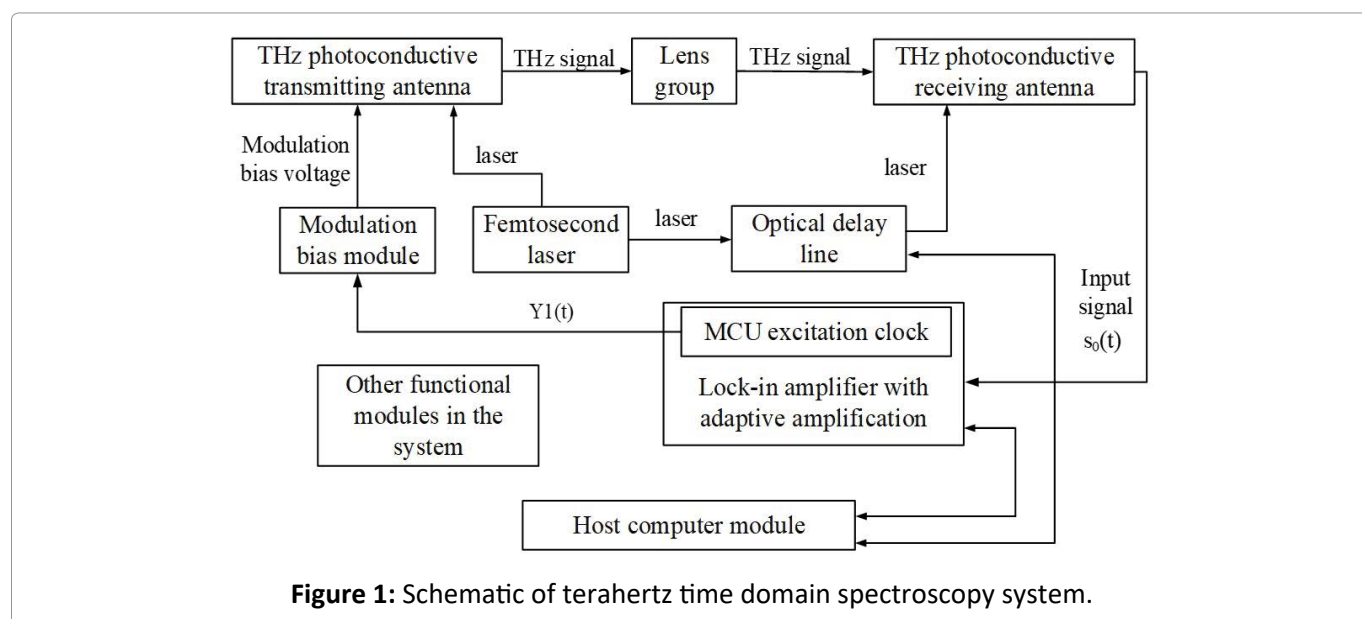 THz photoconductive
transmitting antenna
THz signal
Lens
group
THz signal
THz photoconductive
receiving antenna
Modulation
bias voltage
laser
laser
Modulation
bias module
Femtosecond
laser
laser
Optical delay
line
Input
signal
s₀(t)
Y1(t)
MCU excitation clock
Lock-in amplifier with
adaptive amplification
Other functional
modules in the
system
Host computer module
Figure 1: Schematic of terahertz time domain spectroscopy system.